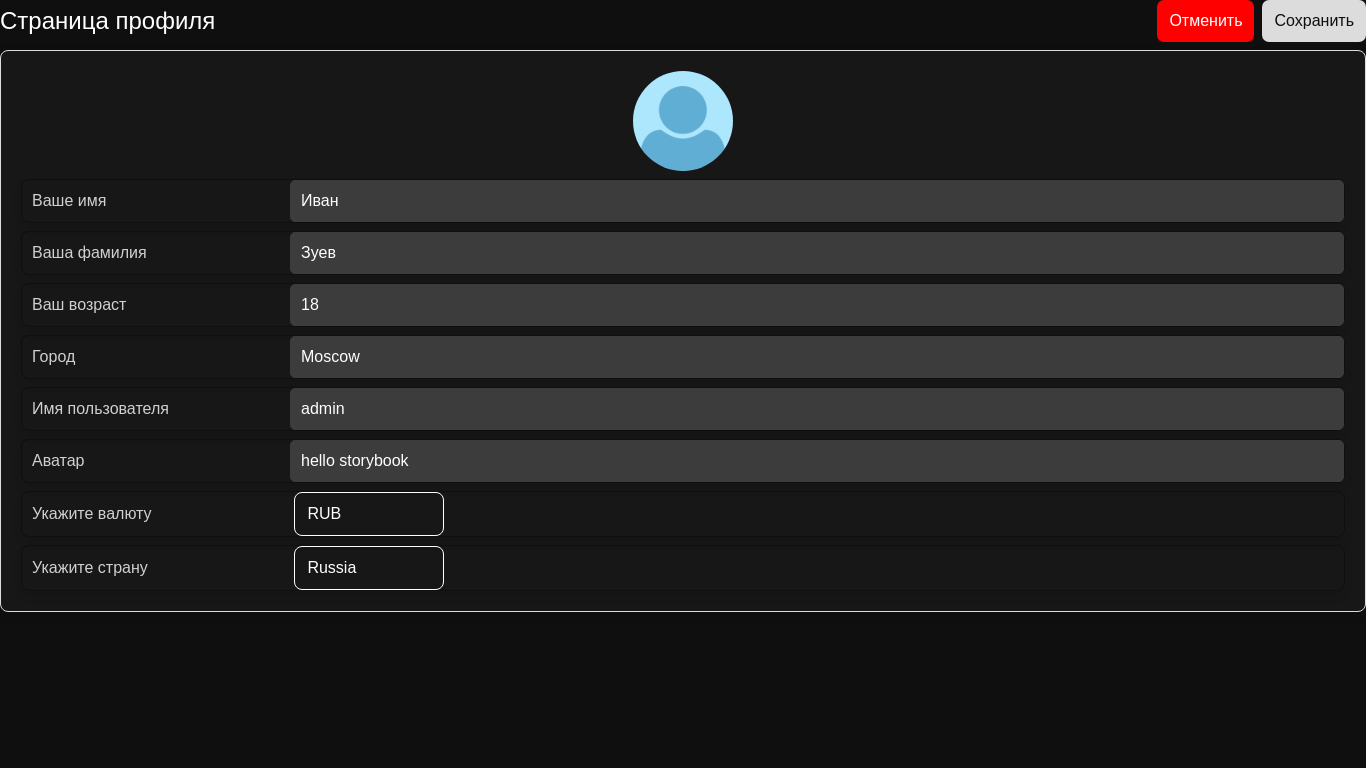 Страница профиля
Отменить
Сохранить
Ваше имя
Иван
Ваша фамилия
Зуев
Ваш возраст
18
Город
Moscow
Имя пользователя
admin
Аватар
hello storybook
Укажите валюту
RUB
Укажите страну
Russia